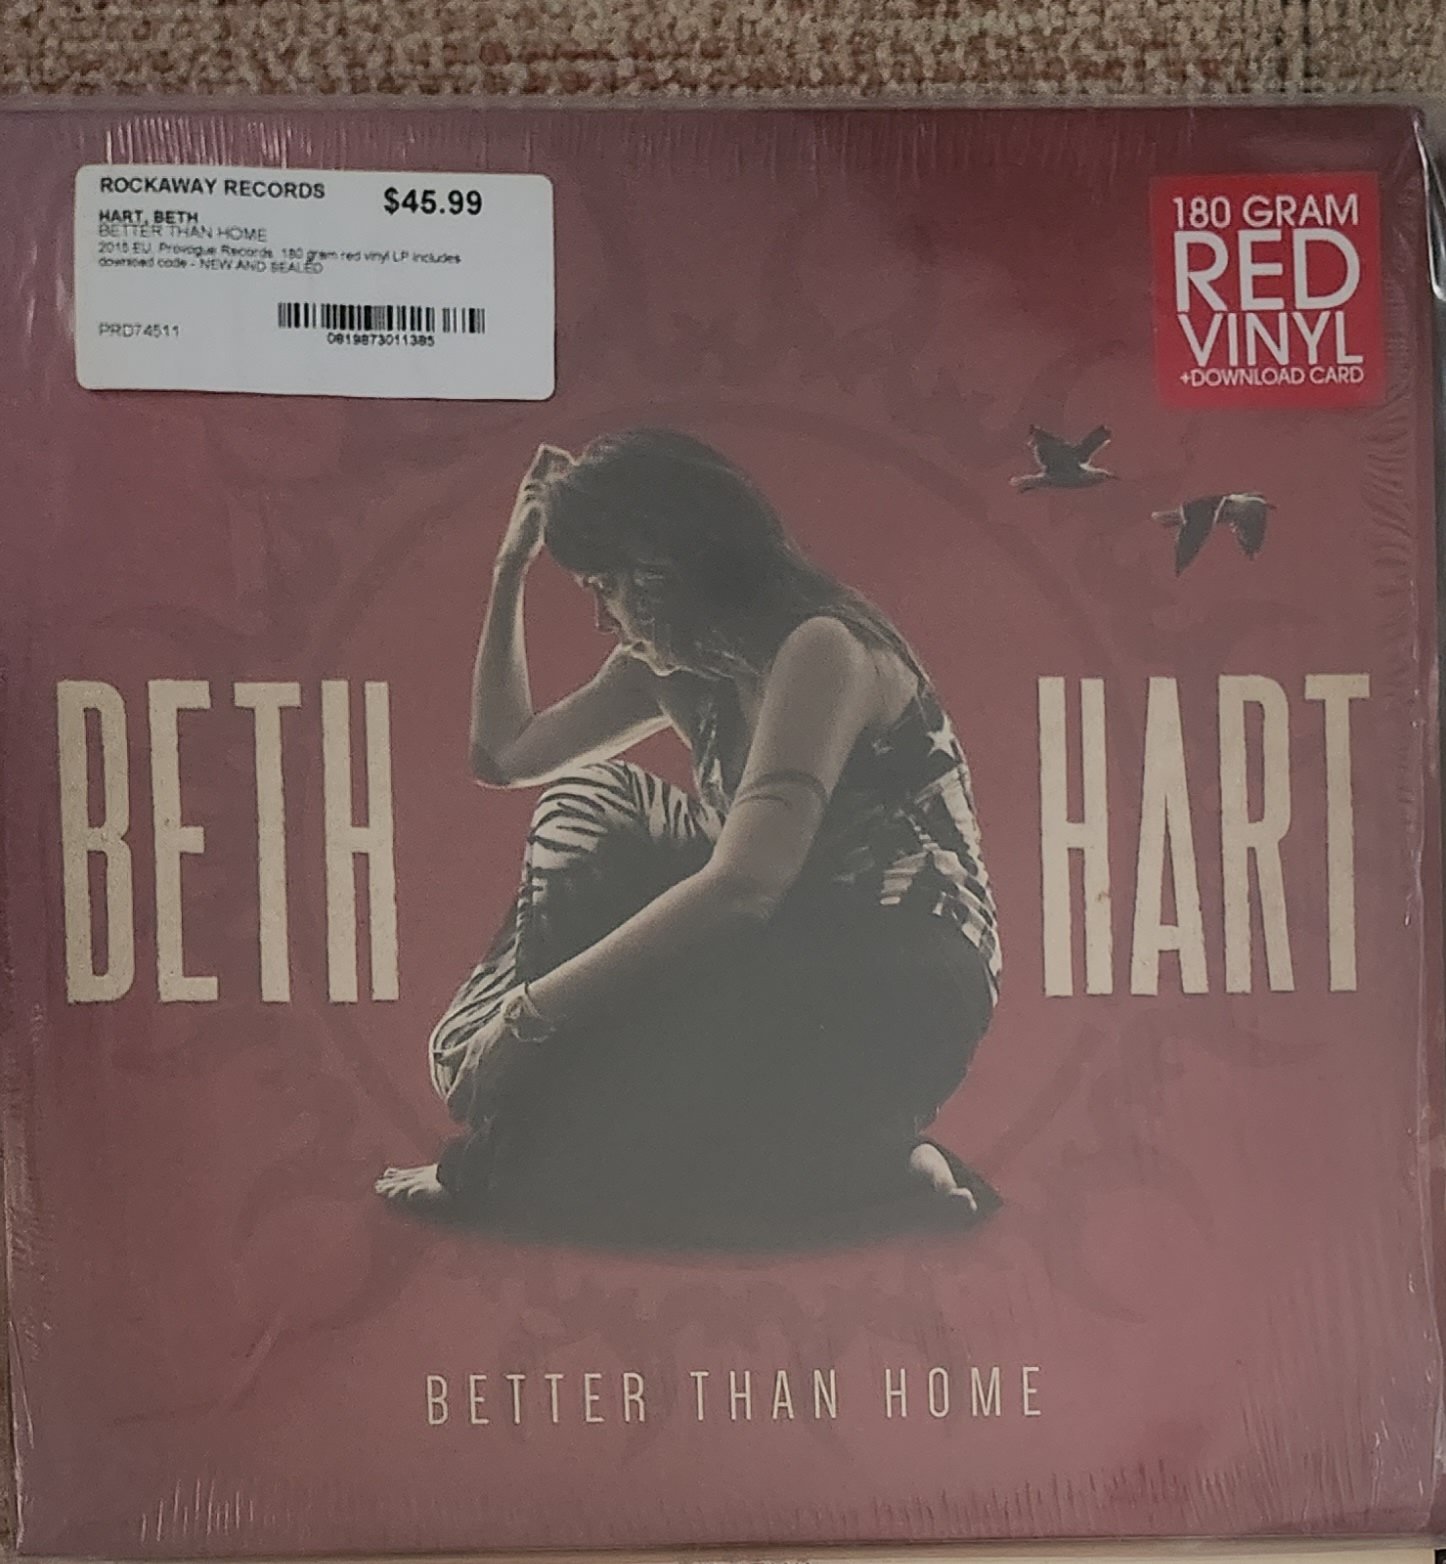 ROCKAWAY RECORDS $45.99
HART, BETH
BETTER THAN HOME
2015 EU. Provogue Records. 180 gram red vinyl LP includes
download code - NEW AND SEALED
PRD74511
0819873011385
180 GRAM
RED
VINYL
+DOWNLOAD CARD
BETH HART
BETTER THAN HOME